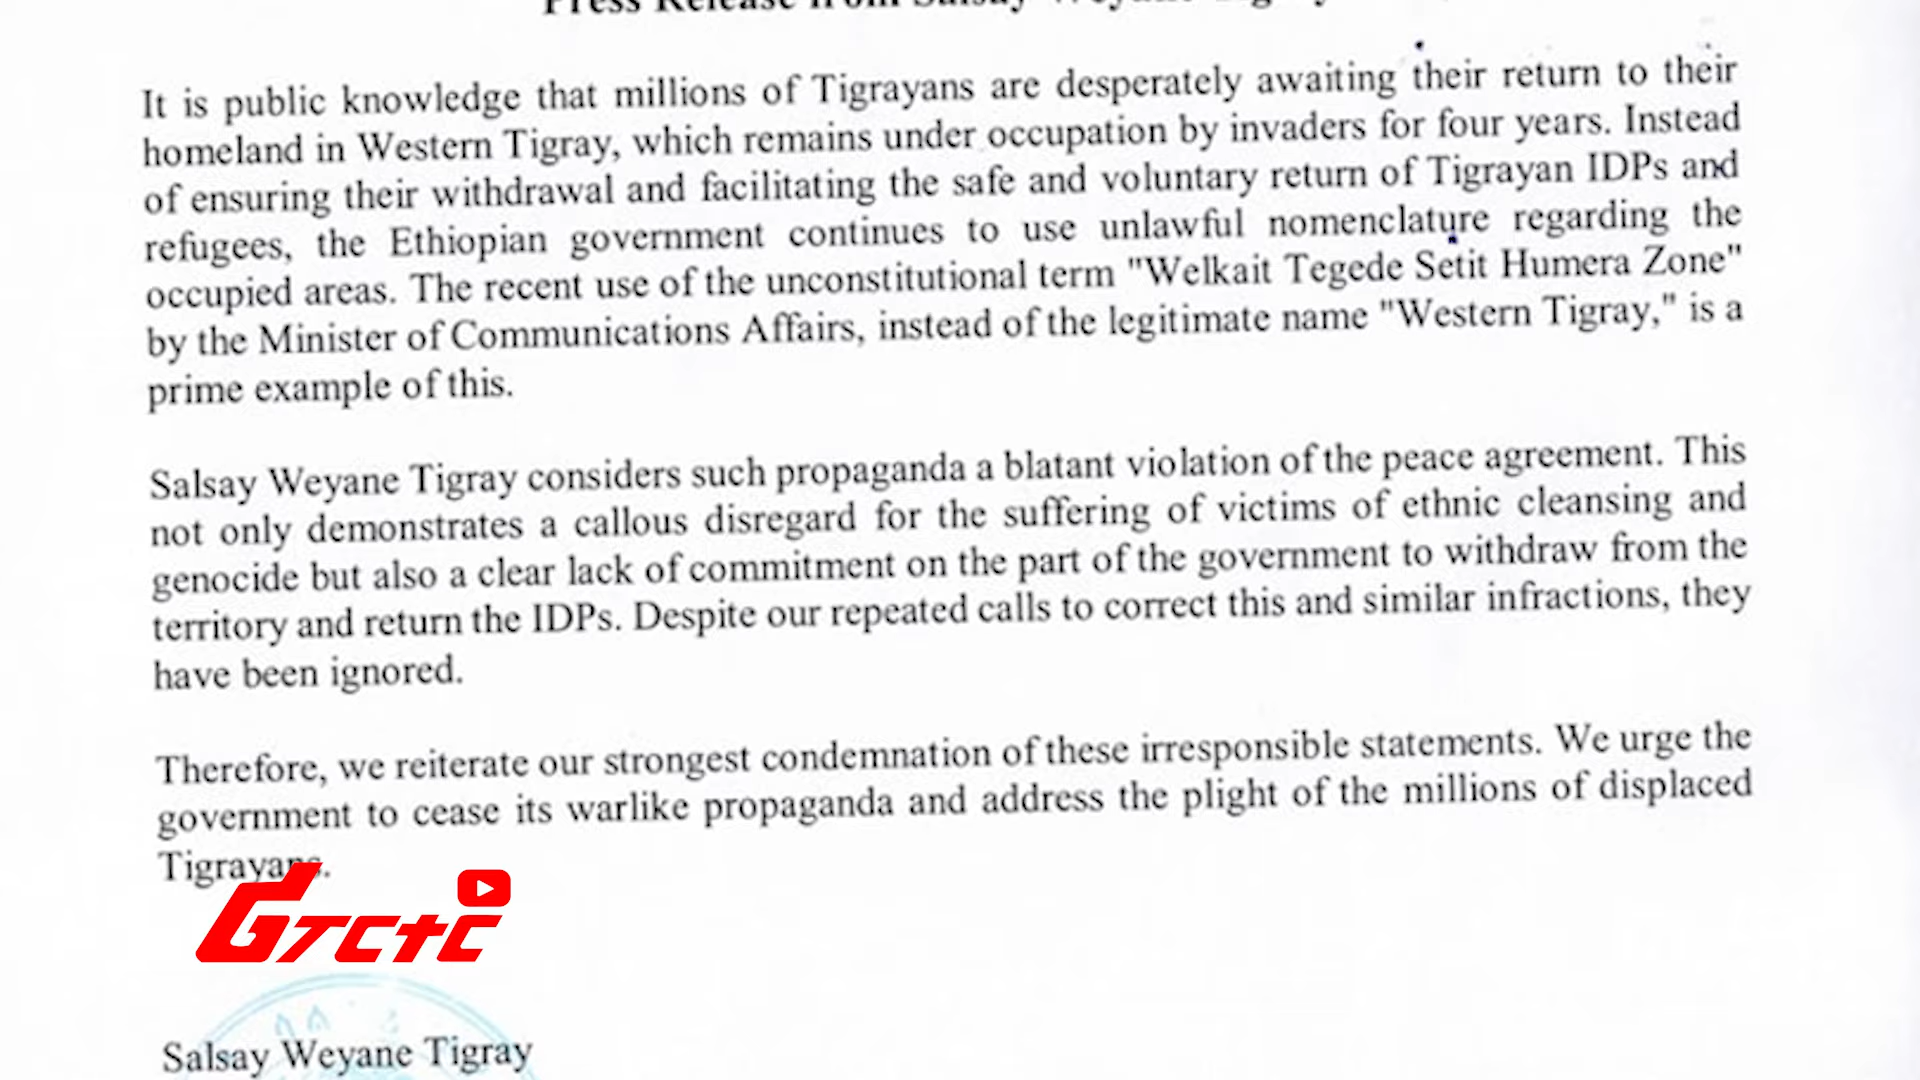 Press Release from Salsay Weyane Tigray
It is public knowledge that millions of Tigrayans are desperately awaiting their return to their
homeland in Western Tigray, which remains under occupation by invaders for four years. Instead
of ensuring their withdrawal and facilitating the safe and voluntary return of Tigrayan IDPs and
refugees, the Ethiopian government continues to use unlawful nomenclature regarding the
occupied areas. The recent use of the unconstitutional term "Welkait Tegede Setit Humera Zone"
by the Minister of Communications Affairs, instead of the legitimate name "Western Tigray," is a
prime example of this.
Salsay Weyane Tigray considers such propaganda a blatant violation of the peace agreement. This
not only demonstrates a callous disregard for the suffering of victims of ethnic cleansing and
genocide but also a clear lack of commitment on the part of the government to withdraw from the
territory and return the IDPs. Despite our repeated calls to correct this and similar infractions, they
have been ignored.
Therefore, we reiterate our strongest condemnation of these irresponsible statements. We urge the
government to cease its warlike propaganda and address the plight of the millions of displaced
Tigrayans.
Salsay Weyane Tigray